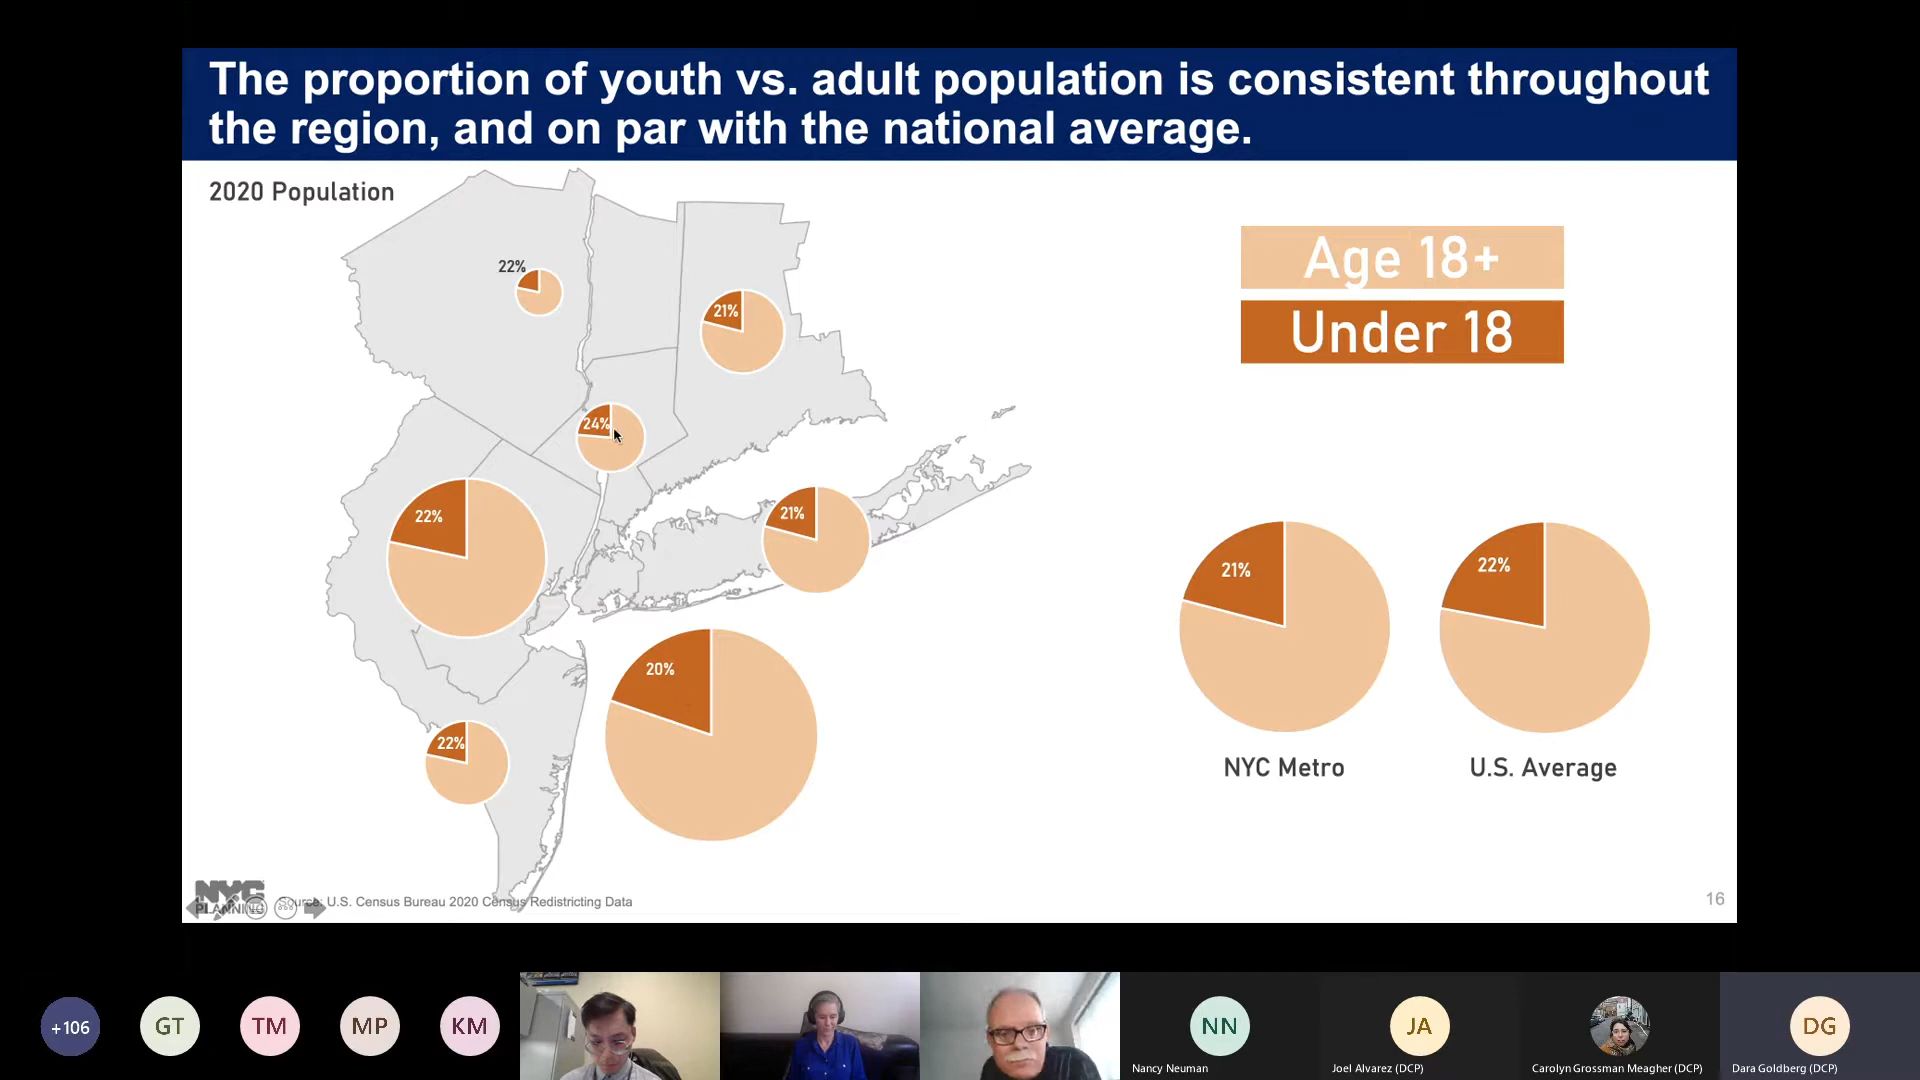 The proportion of youth vs. adult population is consistent throughout
the region, and on par with the national average.
2020 Population
Age 18+
Under 18
22%
21%
24%
22%
21%
20%
22%
21%
22%
NYC Metro
U.S. Average
NYC
PLANNING
Source: U.S. Census Bureau 2020 Census Redistricting Data
16
+106
GT
TM
MP
KM
NN
JA
DG
Nancy Neuman
Joel Alvarez (DCP)
Carolyn Grossman Meagher (DCP)
Dara Goldberg (DCP)